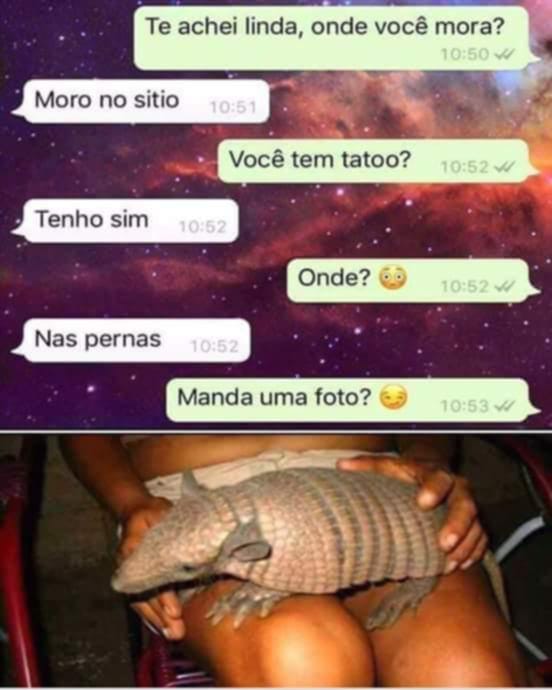 Te achei linda, onde você mora?
10:50
Moro no sitio 10:51
Você tem tatoo? 10:52
Tenho sim 10:52
Onde? 😳 10:52
Nas pernas 10:52
Manda uma foto? 😏 10:53